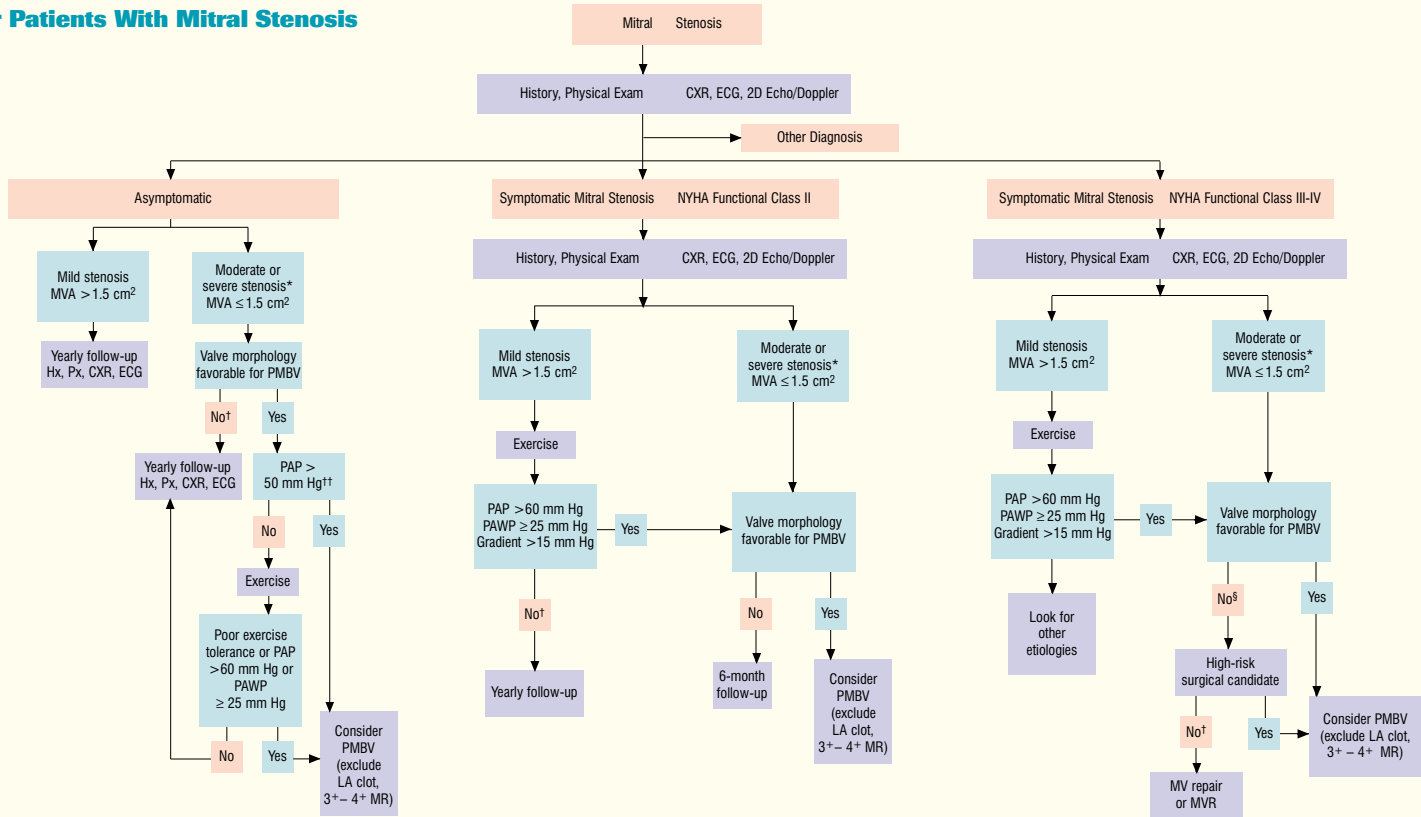 Patients With Mitral Stenosis
Mitral Stenosis
History, Physical Exam CXR, ECG, 2D Echo/Doppler
Other Diagnosis
Asymptomatic
Mild stenosis
MVA >1.5 cm²
Yearly follow-up
Hx, Px, CXR, ECG
Moderate or
severe stenosis*
MVA ≤1.5 cm²
Valve morphology
favorable for PMBV
No†
Yes
Yearly follow-up
Hx, Px, CXR, ECG
PAP >
50 mm Hg††
No
Yes
Exercise
Poor exercise
tolerance or PAP
>60 mm Hg or
PAWP
≥ 25 mm Hg
No
Yes
Consider
PMBV
(exclude
LA clot,
3⁺– 4⁺ MR)
Symptomatic Mitral Stenosis NYHA Functional Class II
History, Physical Exam CXR, ECG, 2D Echo/Doppler
Mild stenosis
MVA >1.5 cm²
Exercise
PAP >60 mm Hg
PAWP ≥ 25 mm Hg
Gradient >15 mm Hg
Yes
No†
Yearly follow-up
Moderate or
severe stenosis*
MVA ≤1.5 cm²
Valve morphology
favorable for PMBV
No
Yes
6-month
follow-up
Consider
PMBV
(exclude
LA clot,
3⁺– 4⁺ MR)
Symptomatic Mitral Stenosis NYHA Functional Class III-IV
History, Physical Exam CXR, ECG, 2D Echo/Doppler
Mild stenosis
MVA >1.5 cm²
Exercise
PAP >60 mm Hg
PAWP ≥ 25 mm Hg
Gradient >15 mm Hg
Yes
Look for
other
etiologies
Moderate or
severe stenosis*
MVA ≤1.5 cm²
Valve morphology
favorable for PMBV
No§
Yes
High-risk
surgical candidate
No†
Yes
MV repair
or MVR
Consider PMBV
(exclude LA clot,
3⁺ – 4⁺ MR)